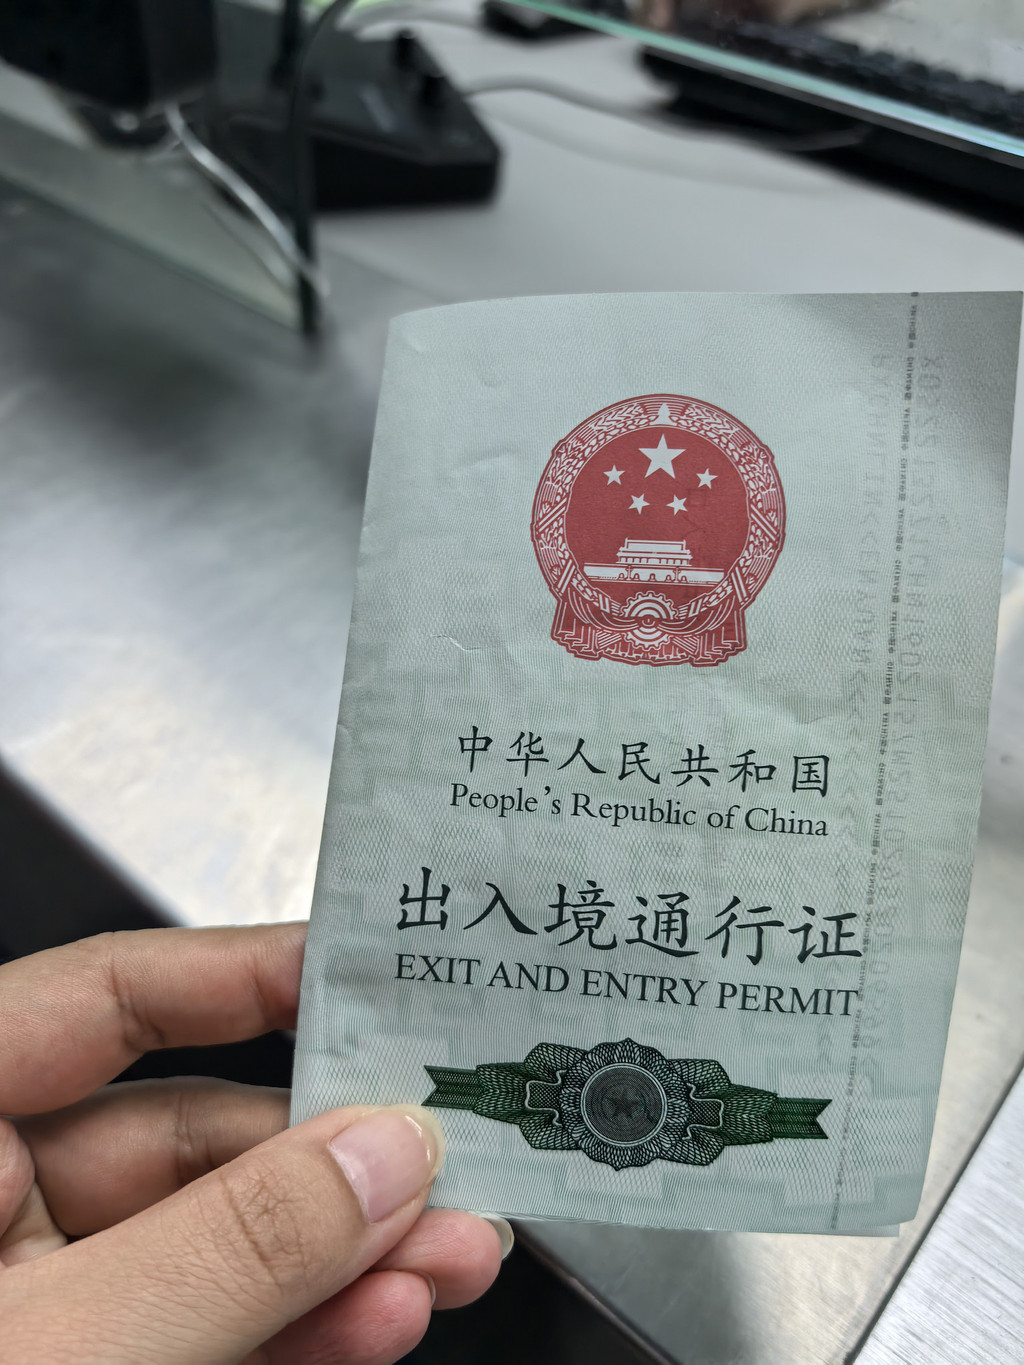 中华人民共和国
People's Republic of China
出入境通行证
EXIT AND ENTRY PERMIT